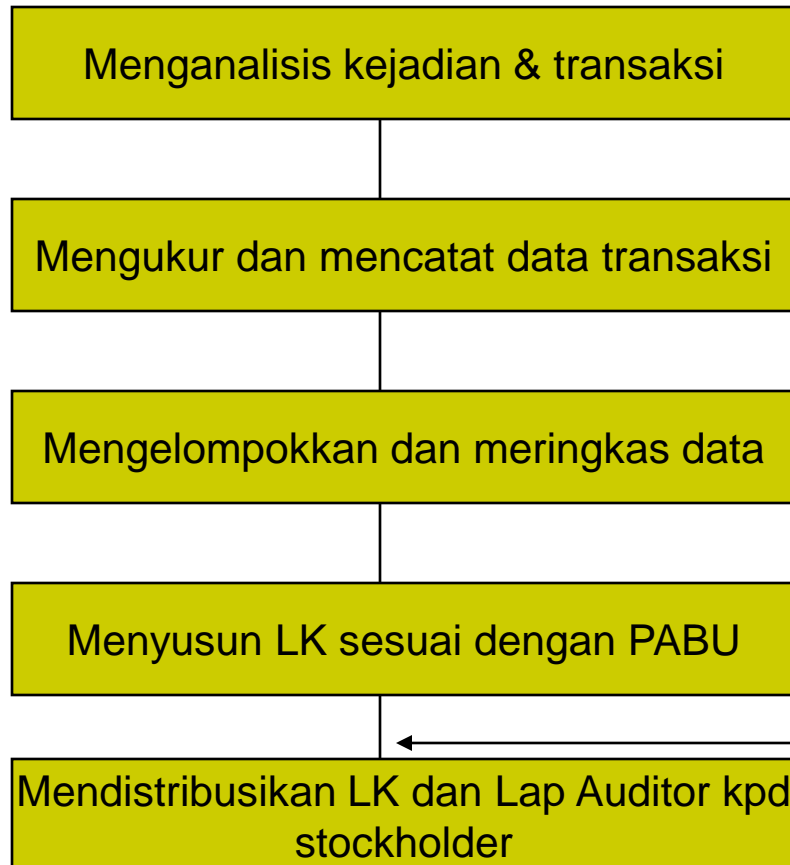 Menganalisis kejadian & transaksi
Mengukur dan mencatat data transaksi
Mengelompokkan dan meringkas data
Menyusun LK sesuai dengan PABU
Mendistribusikan LK dan Lap Auditor kpd
stockholder